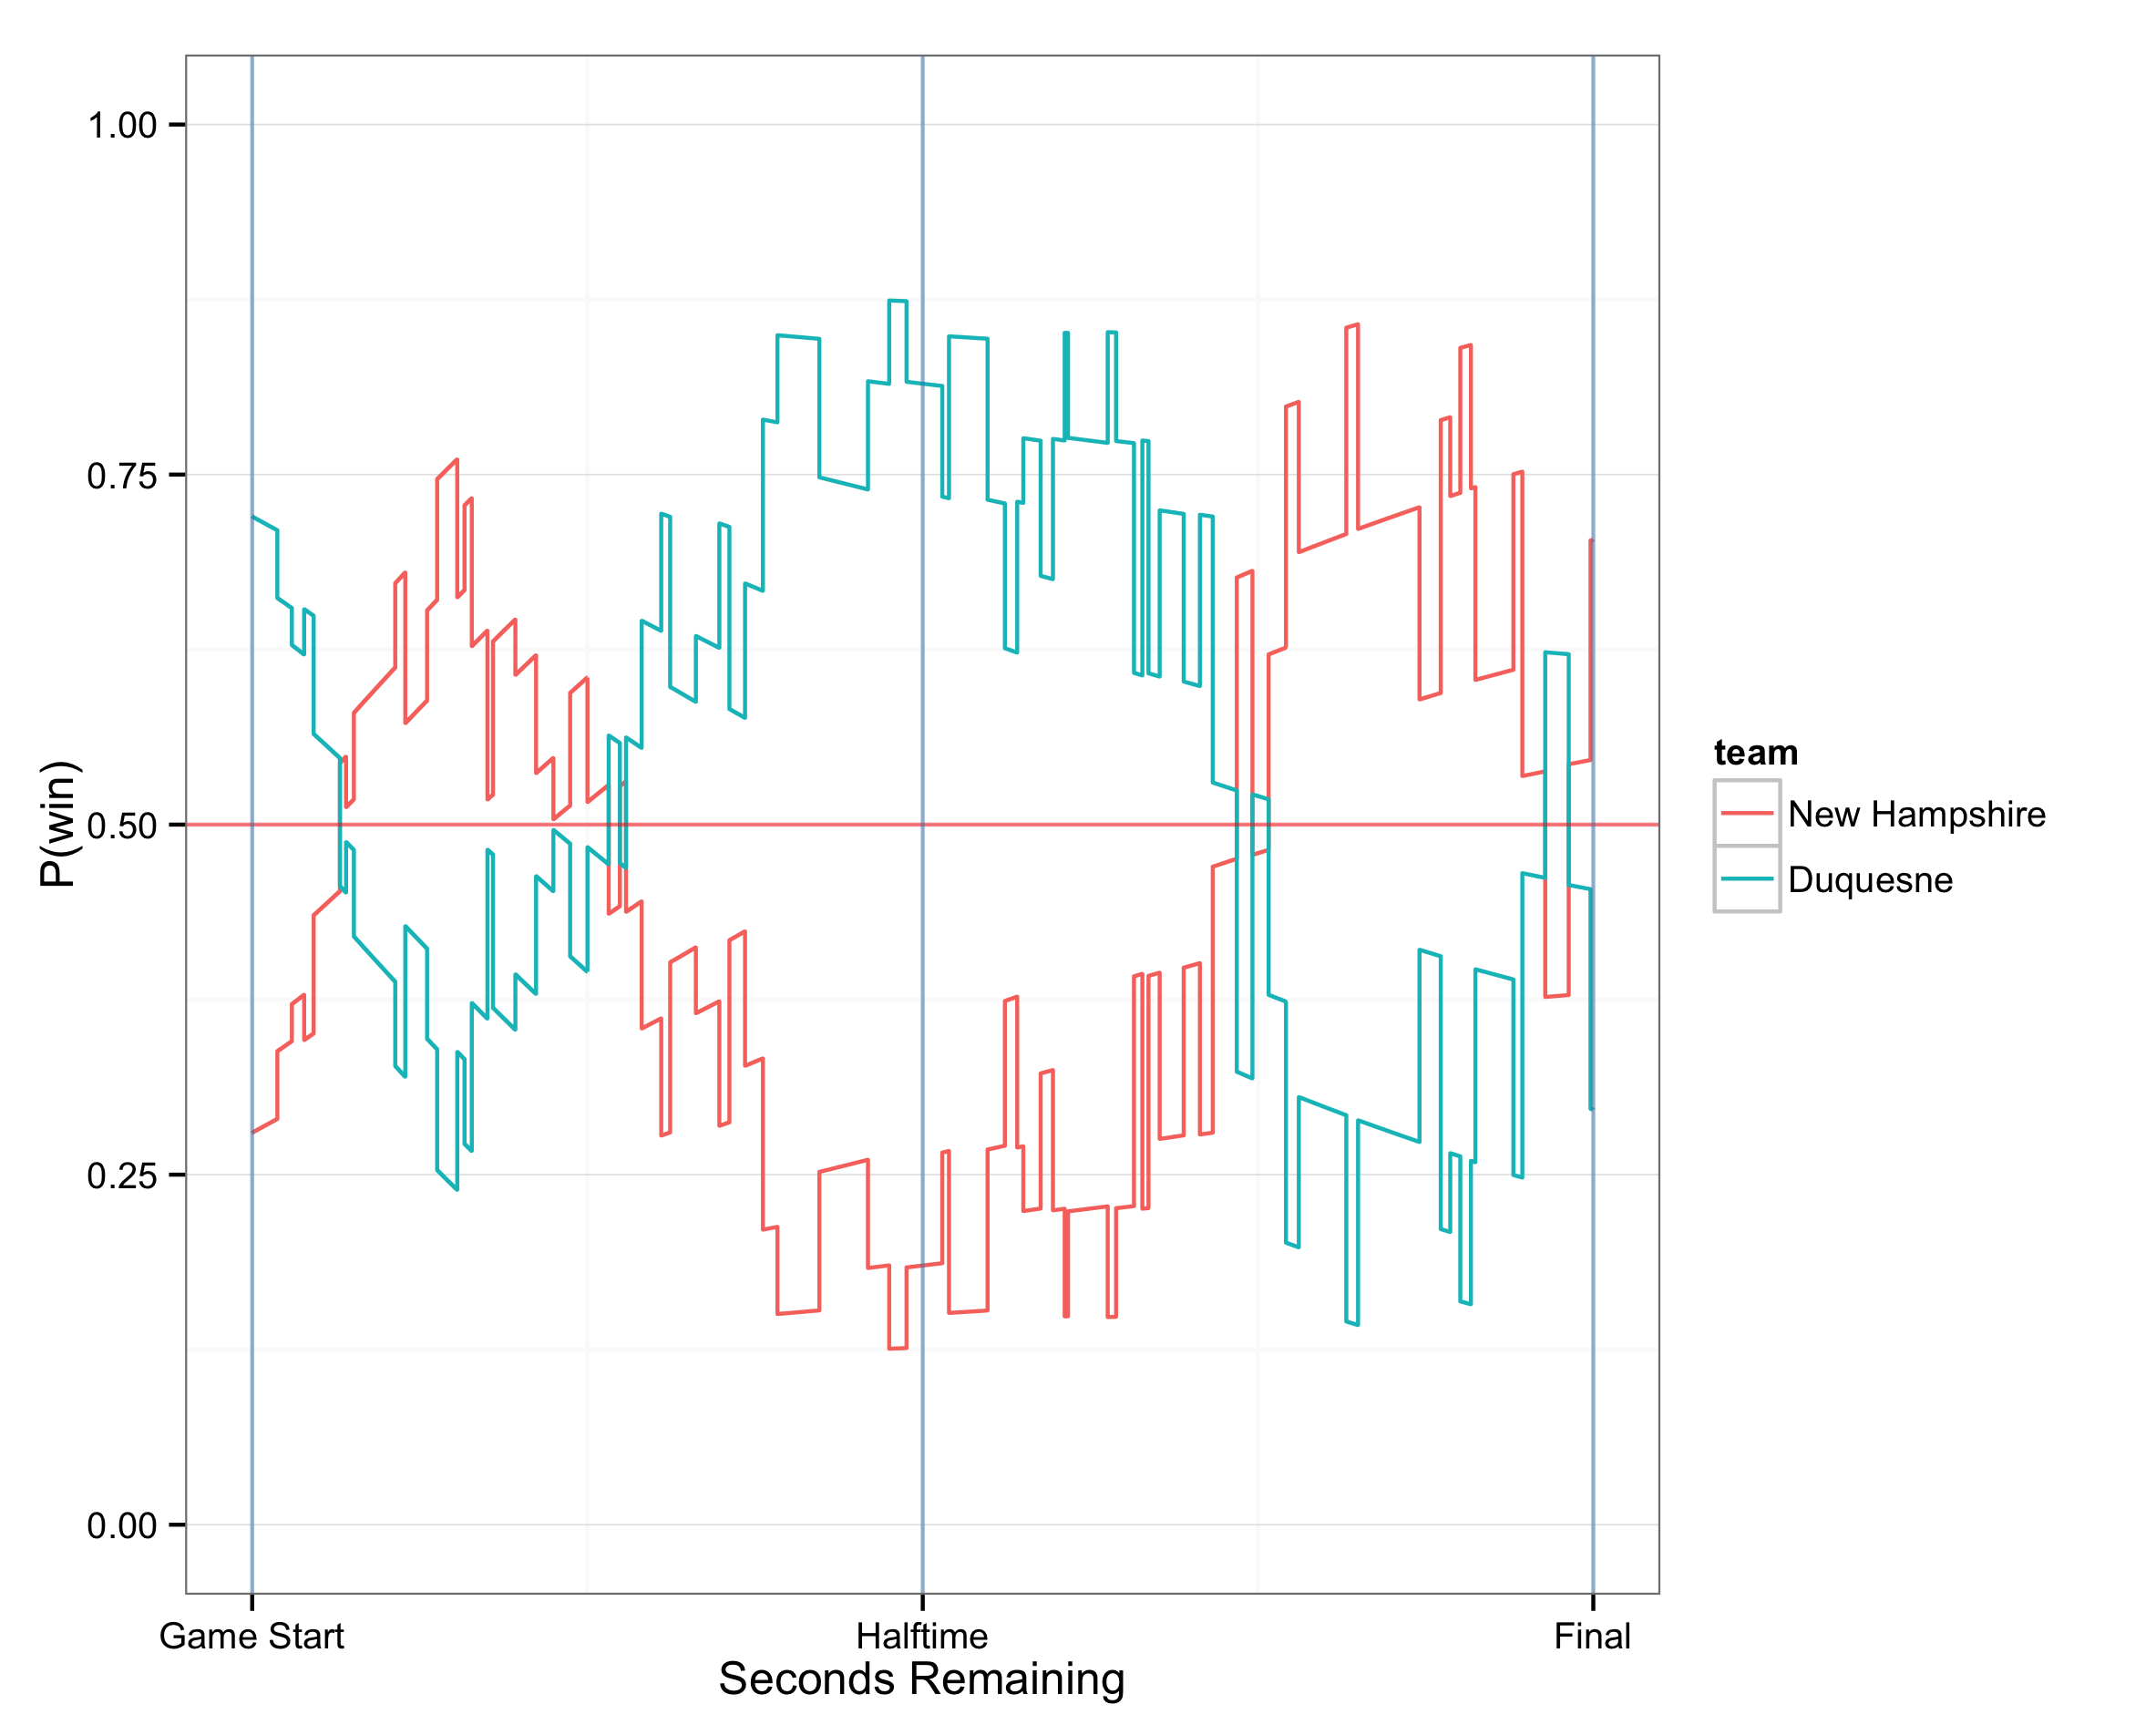 1.00
0.75
0.50
0.25
0.00
P(win)
Game Start
Halftime
Final
Seconds Remaining
team
New Hampshire
Duquesne